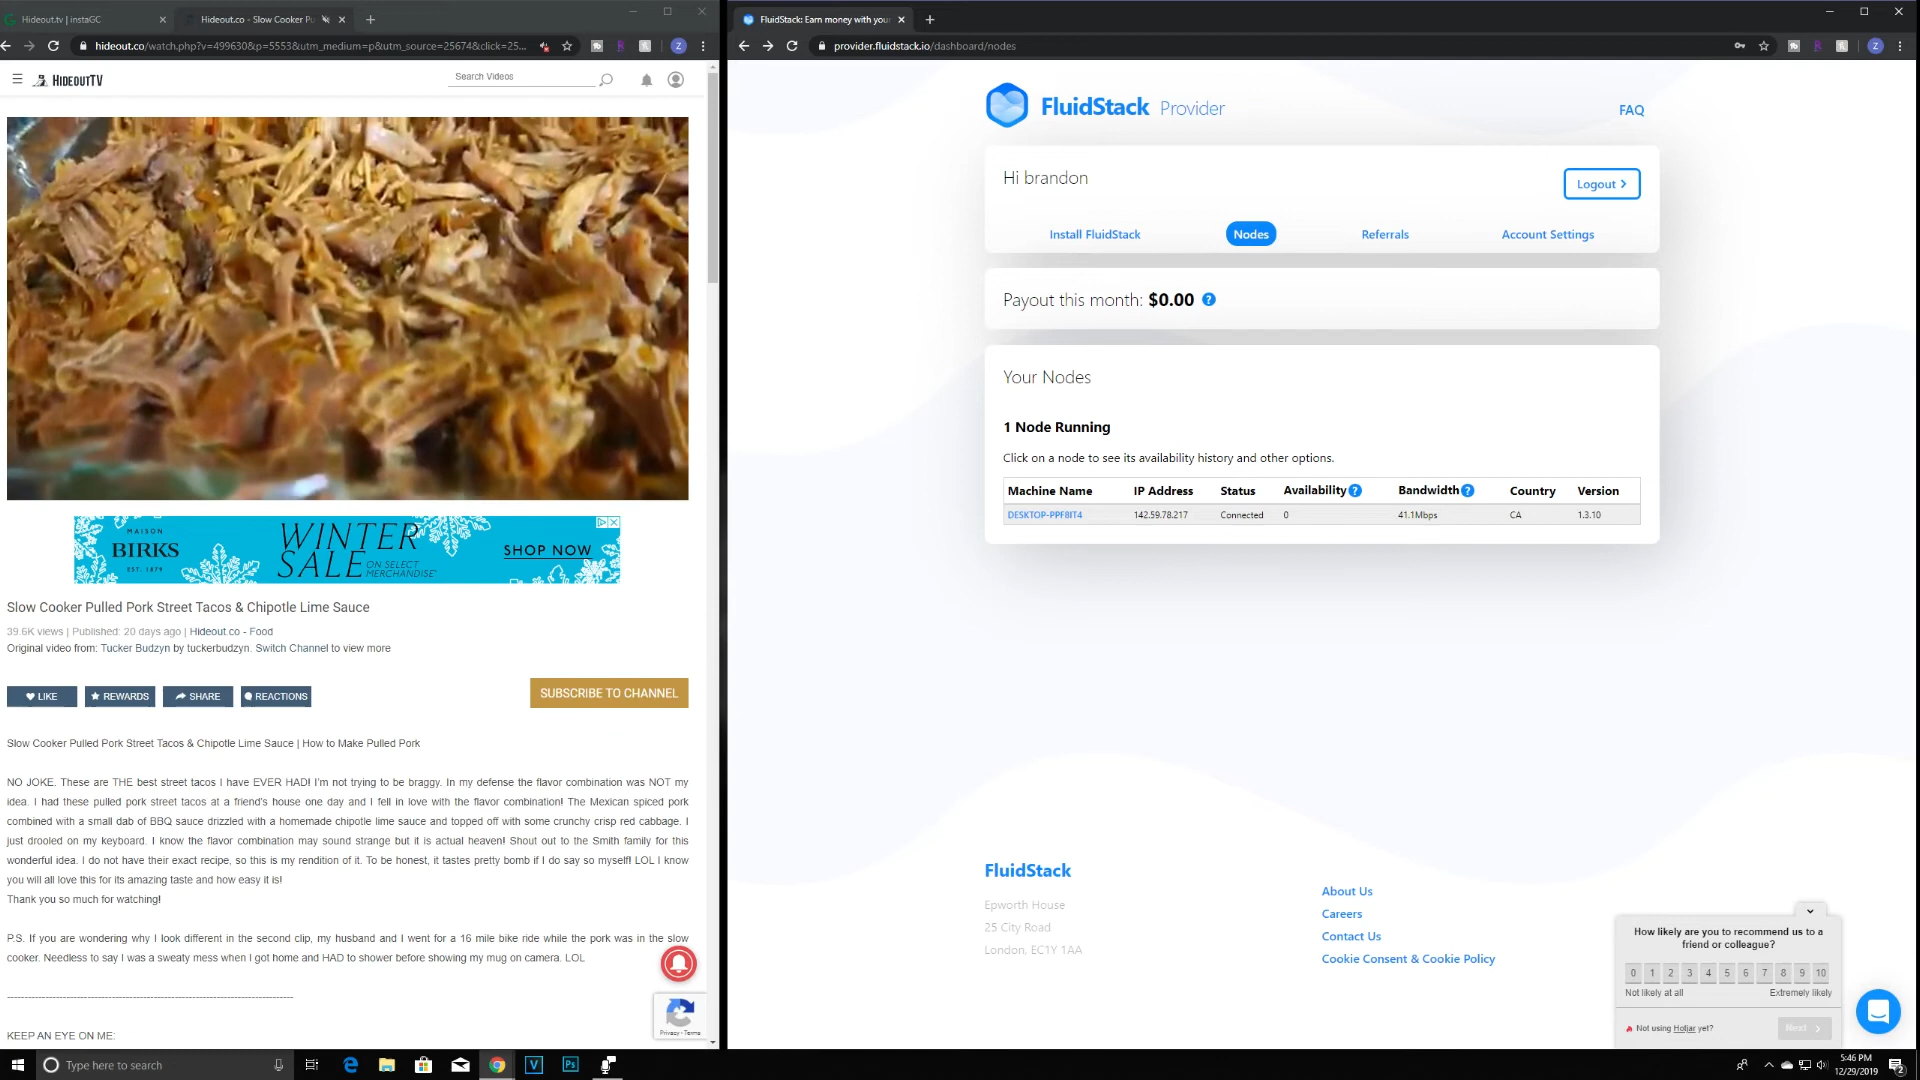 Hideout.tv | instaGC
Hideout.co - Slow Cooker Pu
hideout.co/watch.php?v=499630&p=5553&utm_medium=p&utm_source=25674&click=25...
Z
HIDEOUTTV
Search Videos
MAISON
BIRKS
EST. 1879
WINTER
SALE
ON SELECT
MERCHANDISE*
SHOP NOW
Slow Cooker Pulled Pork Street Tacos & Chipotle Lime Sauce
39.6K views | Published: 20 days ago | Hideout.co - Food
Original video from: Tucker Budzyn by tuckerbudzyn. Switch Channel to view more
LIKE
REWARDS
SHARE
REACTIONS
SUBSCRIBE TO CHANNEL
Slow Cooker Pulled Pork Street Tacos & Chipotle Lime Sauce | How to Make Pulled Pork
NO JOKE. These are THE best street tacos I have EVER HAD! I'm not trying to be braggy. In my defense the flavor combination was NOT my
idea. I had these pulled pork street tacos at a friend's house one day and I fell in love with the flavor combination! The Mexican spiced pork
combined with a small dab of BBQ sauce drizzled with a homemade chipotle lime sauce and topped off with some crunchy crisp red cabbage. I
just drooled on my keyboard. I know the flavor combination may sound strange but it is actual heaven! Shout out to the Smith family for this
wonderful idea. I do not have their exact recipe, so this is my rendition of it. To be honest, it tastes pretty bomb if I do say so myself! LOL I know
you will all love this for its amazing taste and how easy it is!
Thank you so much for watching!
P.S. If you are wondering why I look different in the second clip, my husband and I went for a 16 mile bike ride while the pork was in the slow
cooker. Needless to say I was a sweaty mess when I got home and HAD to shower before showing my mug on camera. LOL
--------------------------------------------------------------------------------
KEEP AN EYE ON ME:
Privacy - Terms
FluidStack: Earn money with you
provider.fluidstack.io/dashboard/nodes
Z
FluidStack Provider
FAQ
Hi brandon
Logout
Install FluidStack
Nodes
Referrals
Account Settings
Payout this month: $0.00 ?
Your Nodes
1 Node Running
Click on a node to see its availability history and other options.
Machine Name IP Address Status Availability ? Bandwidth ? Country Version
DESKTOP-PPF8IT4 142.59.78.217 Connected 0 41.1Mbps CA 1.3.10
FluidStack
Epworth House
25 City Road
London, EC1Y 1AA
About Us
Careers
Contact Us
Cookie Consent & Cookie Policy
How likely are you to recommend us to a
friend or colleague?
0 1 2 3 4 5 6 7 8 9 10
Not likely at all Extremely likely
Not using Hotjar yet?
Next
Type here to search
V
Ps
5:46 PM
12/29/2019
2